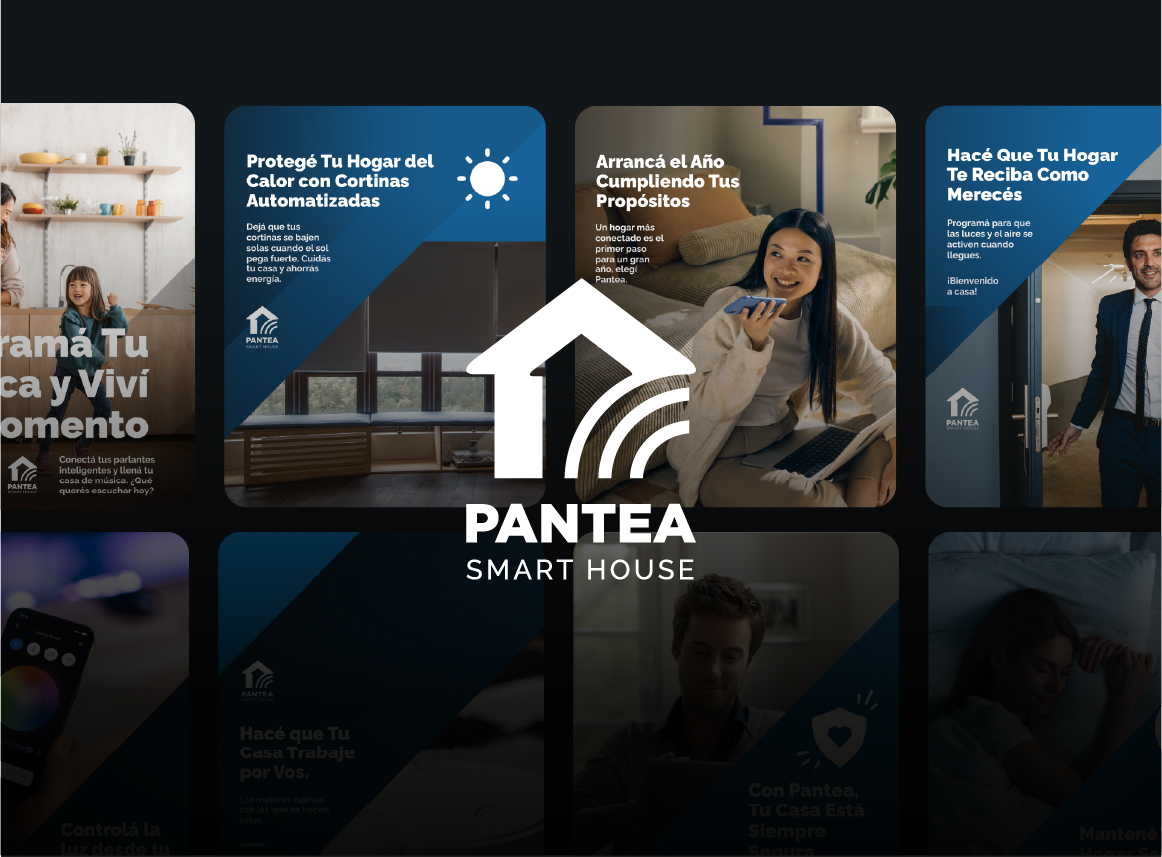 Protegé Tu Hogar del
Calor con Cortinas
Automatizadas
Dejá que tus
cortinas se bajen
solas cuando el sol
pega fuerte. Cuidás
tu casa y ahorrás
energía.
PANTEA
SMART HOUSE
Arrancá el Año
Cumpliendo Tus
Propósitos
Un hogar más
conectado es el
primer paso
para un gran
año, elegí
Pantea.
Hacé Que Tu Hogar
Te Reciba Como
Merecés
Programá para que
las luces y el aire se
activen cuando
llegues.
¡Bienvenido
a casa!
PANTEA
SMART HOUSE
ramá Tu
ca y Viví
omento
Conectá tus parlantes
inteligentes y llená tu
casa de música. ¿Qué
querés escuchar hoy?
PANTEA
SMART HOUSE
PANTEA
SMART HOUSE
PANTEA
Hacé que Tu
Casa Trabaje
por Vos.
Las mejores rutinas
son las que se hacen
solas.
Con Pantea,
Tu Casa Está
Siempre
Segura
Controlá la
luz desde tu
Mantené